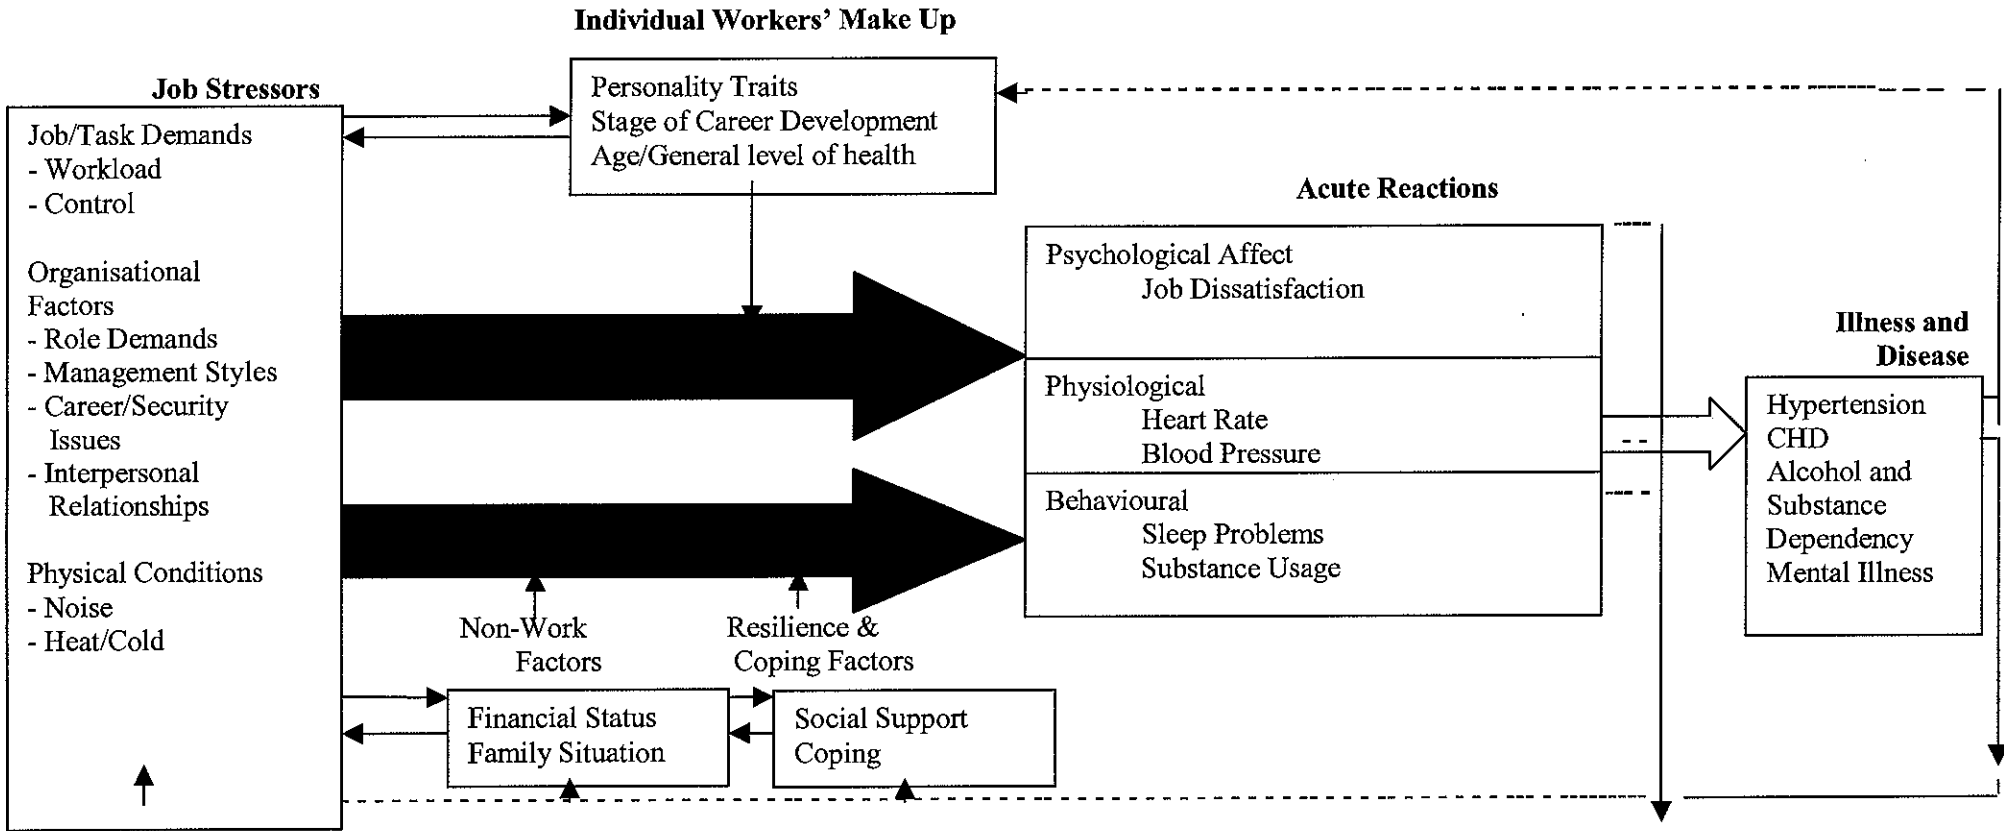 Individual Workers’ Make Up
Personality Traits
Stage of Career Development
Age/General level of health
Job Stressors
Job/Task Demands
- Workload
- Control
Organisational
Factors
- Role Demands
- Management Styles
- Career/Security
Issues
- Interpersonal
Relationships
Physical Conditions
- Noise
- Heat/Cold
Acute Reactions
Psychological Affect
Job Dissatisfaction
Physiological
Heart Rate
Blood Pressure
Behavioural
Sleep Problems
Substance Usage
Illness and
Disease
Hypertension
CHD
Alcohol and
Substance
Dependency
Mental Illness
Non-Work
Factors
Financial Status
Family Situation
Resilience &
Coping Factors
Social Support
Coping